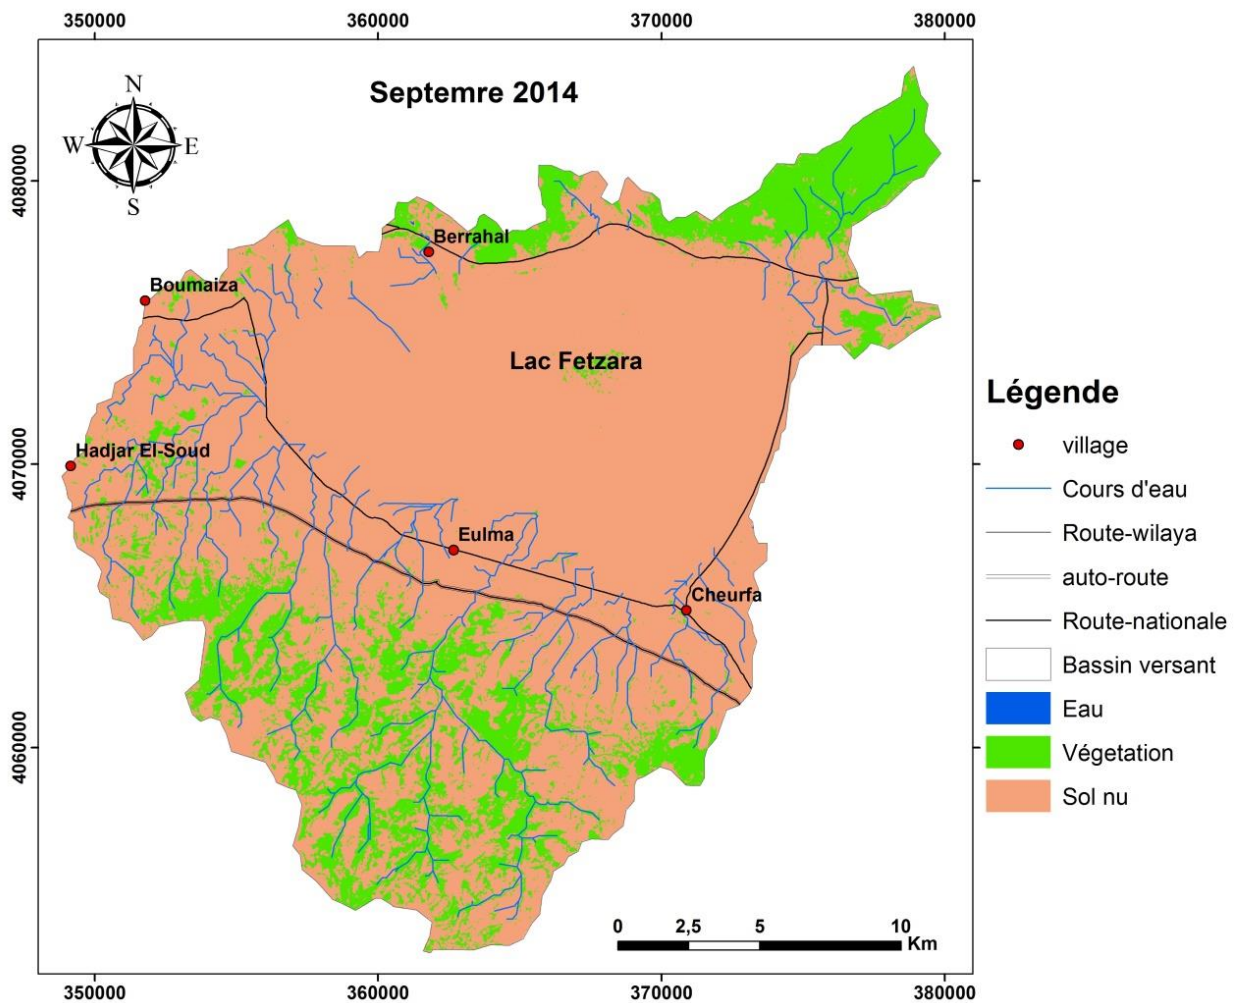 350000
360000
370000
380000
Septemre 2014
N
W
E
S
4080000
4070000
4060000
Berrahal
Boumaiza
Lac Fetzara
Hadjar El-Soud
Eulma
Cheurfa
Légende
village
Cours d'eau
Route-wilaya
auto-route
Route-nationale
Bassin versant
Eau
Végetation
Sol nu
0
2,5
5
10
Km
350000
360000
370000
380000